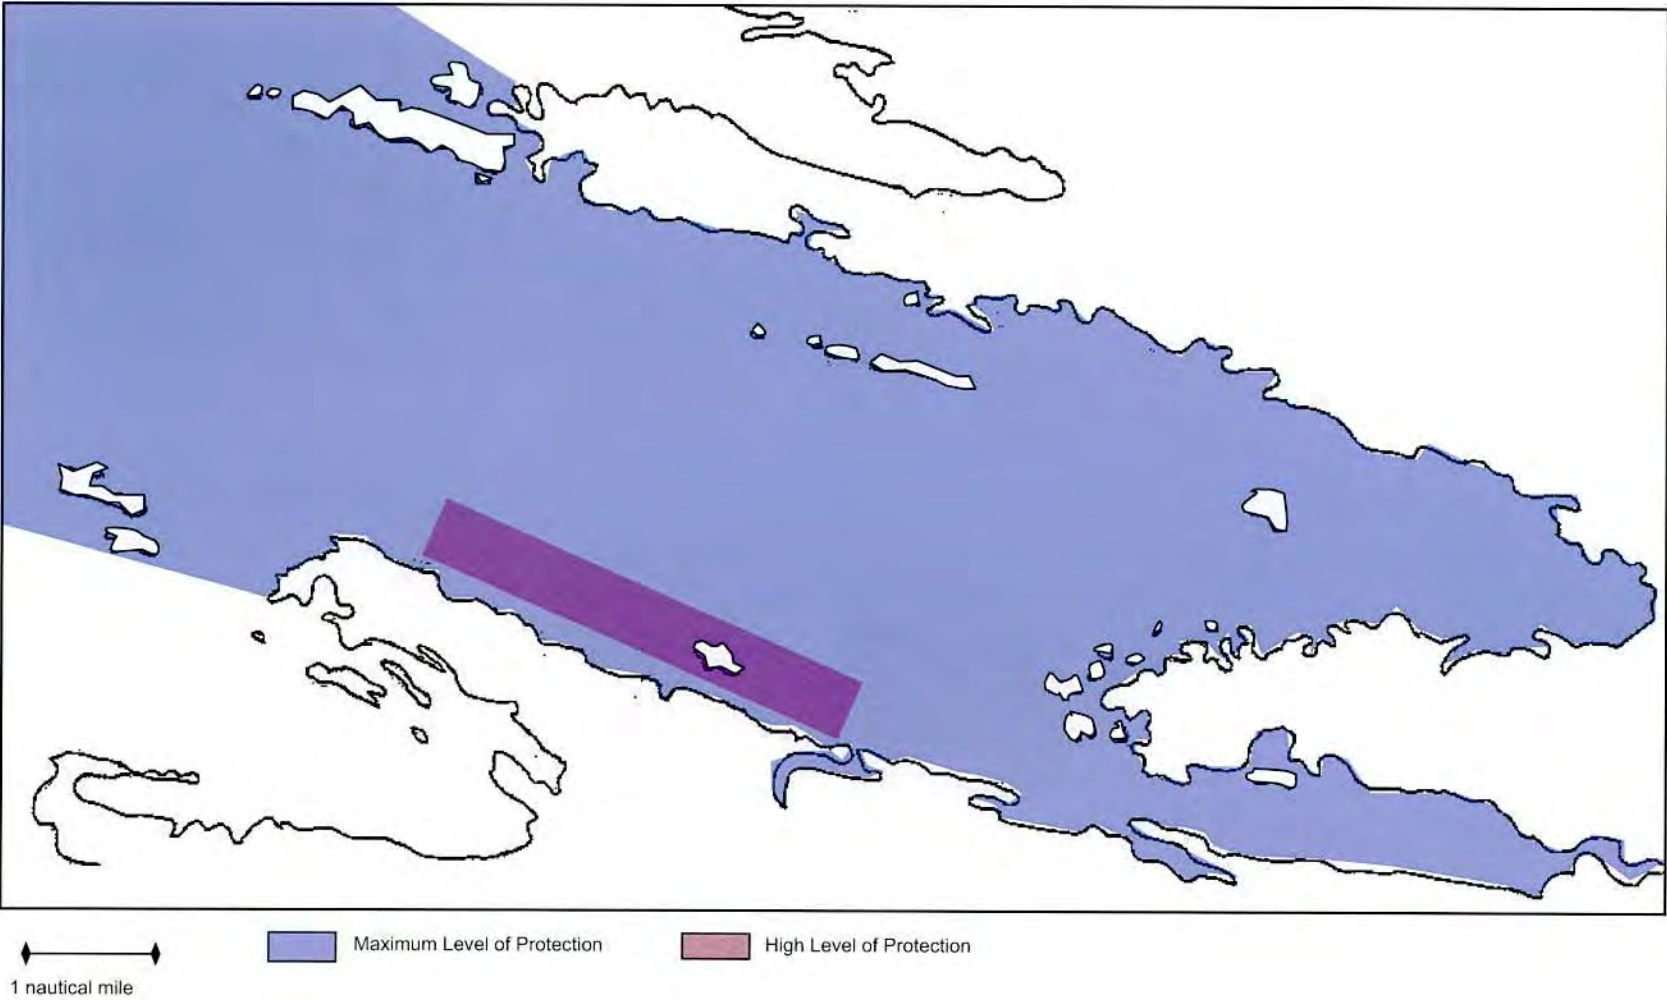 Maximum Level of Protection
High Level of Protection
1 nautical mile